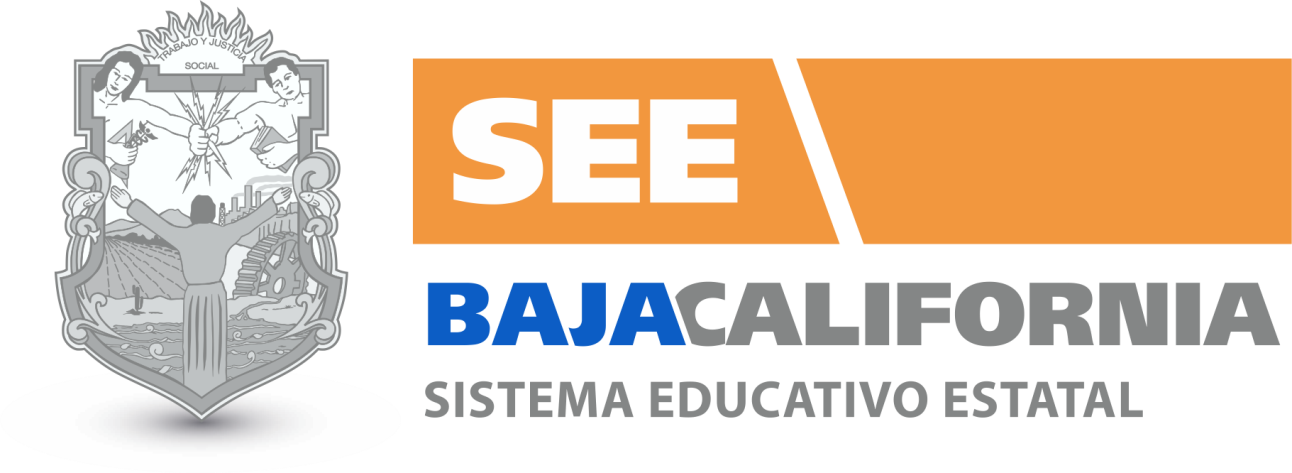 TRABAJO Y JUSTICIA
SOCIAL
SEE
BAJACALIFORNIA
SISTEMA EDUCATIVO ESTATAL